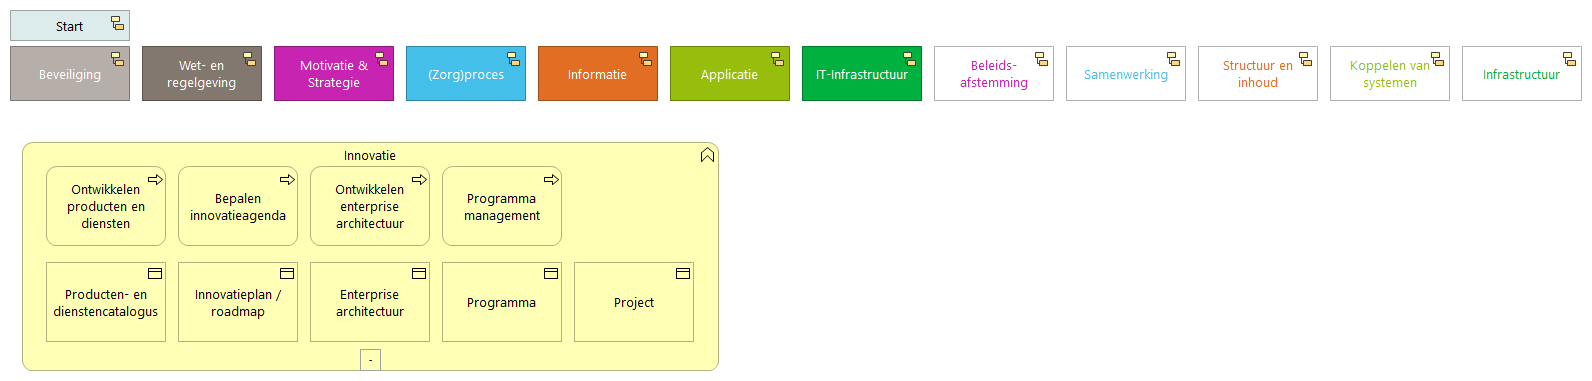 Start
Beveiliging
Wet- en
regelgeving
Motivatie &
Strategie
(Zorg)proces
Informatie
Applicatie
IT-Infrastructuur
Beleids-
afstemming
Samenwerking
Structuur en
inhoud
Koppelen van
systemen
Infrastructuur
Innovatie
Ontwikkelen
producten en
diensten
Bepalen
innovatieagenda
Ontwikkelen
enterprise
architectuur
Programma
management
Producten- en
dienstencatalogus
Innovatieplan /
roadmap
Enterprise
architectuur
Programma
Project
-